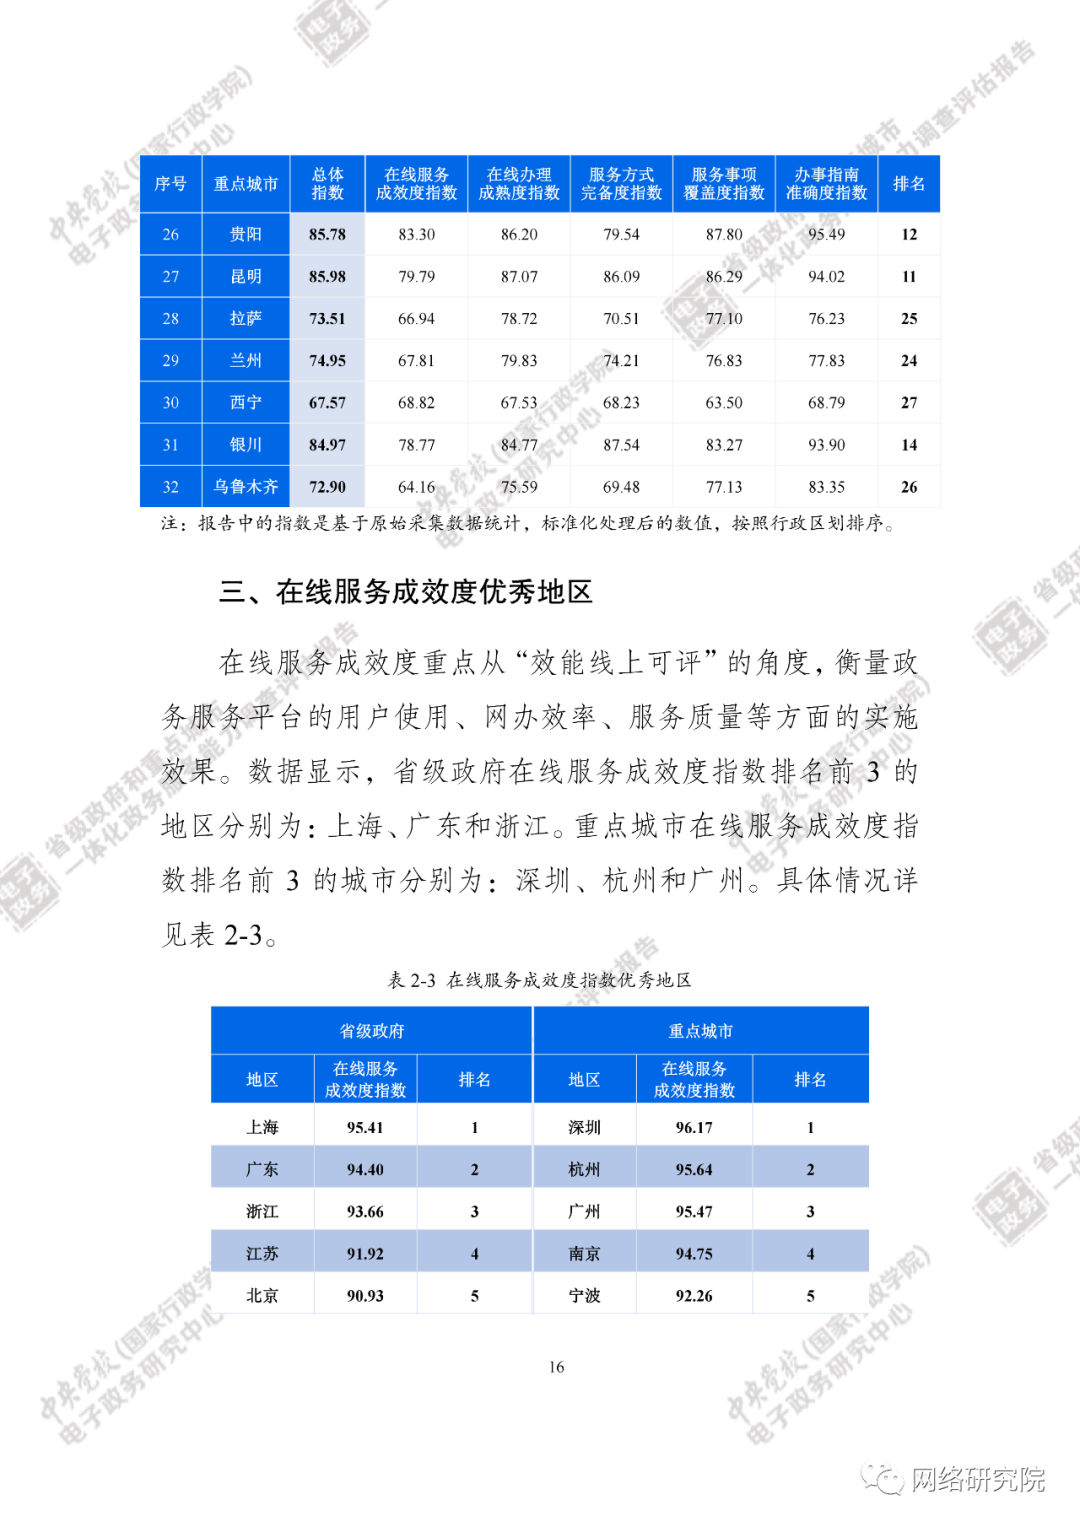 序号 重点城市 总体指数 在线服务成效度指数 在线办理成熟度指数 服务方式完备度指数 服务事项覆盖度指数 办事指南准确度指数 排名
26 贵阳 85.78 83.30 86.20 79.54 87.80 95.49 12
27 昆明 85.98 79.79 87.07 86.09 86.29 94.02 11
28 拉萨 73.51 66.94 78.72 70.51 77.10 76.23 25
29 兰州 74.95 67.81 79.83 74.21 76.83 77.83 24
30 西宁 67.57 68.82 67.53 68.23 63.50 68.79 27
31 银川 84.97 78.77 84.77 87.54 83.27 93.90 14
32 乌鲁木齐 72.90 64.16 75.59 69.48 77.13 83.35 26
注：报告中的指数是基于原始采集数据统计，标准化处理后的数值，按照行政区划排序。
三、在线服务成效度优秀地区
在线服务成效度重点从“效能线上可评”的角度，衡量政
务服务平台的用户使用、网办效率、服务质量等方面的实施
效果。数据显示，省级政府在线服务成效度指数排名前 3 的
地区分别为：上海、广东和浙江。重点城市在线服务成效度指
数排名前 3 的城市分别为：深圳、杭州和广州。具体情况详
见表 2-3。
表 2-3 在线服务成效度指数优秀地区
省级政府 重点城市
地区 在线服务成效度指数 排名 地区 在线服务成效度指数 排名
上海 95.41 1 深圳 96.17 1
广东 94.40 2 杭州 95.64 2
浙江 93.66 3 广州 95.47 3
江苏 91.92 4 南京 94.75 4
北京 90.93 5 宁波 92.26 5
16
中央党校（国家行政学院）
电子政务研究中心
网络研究院